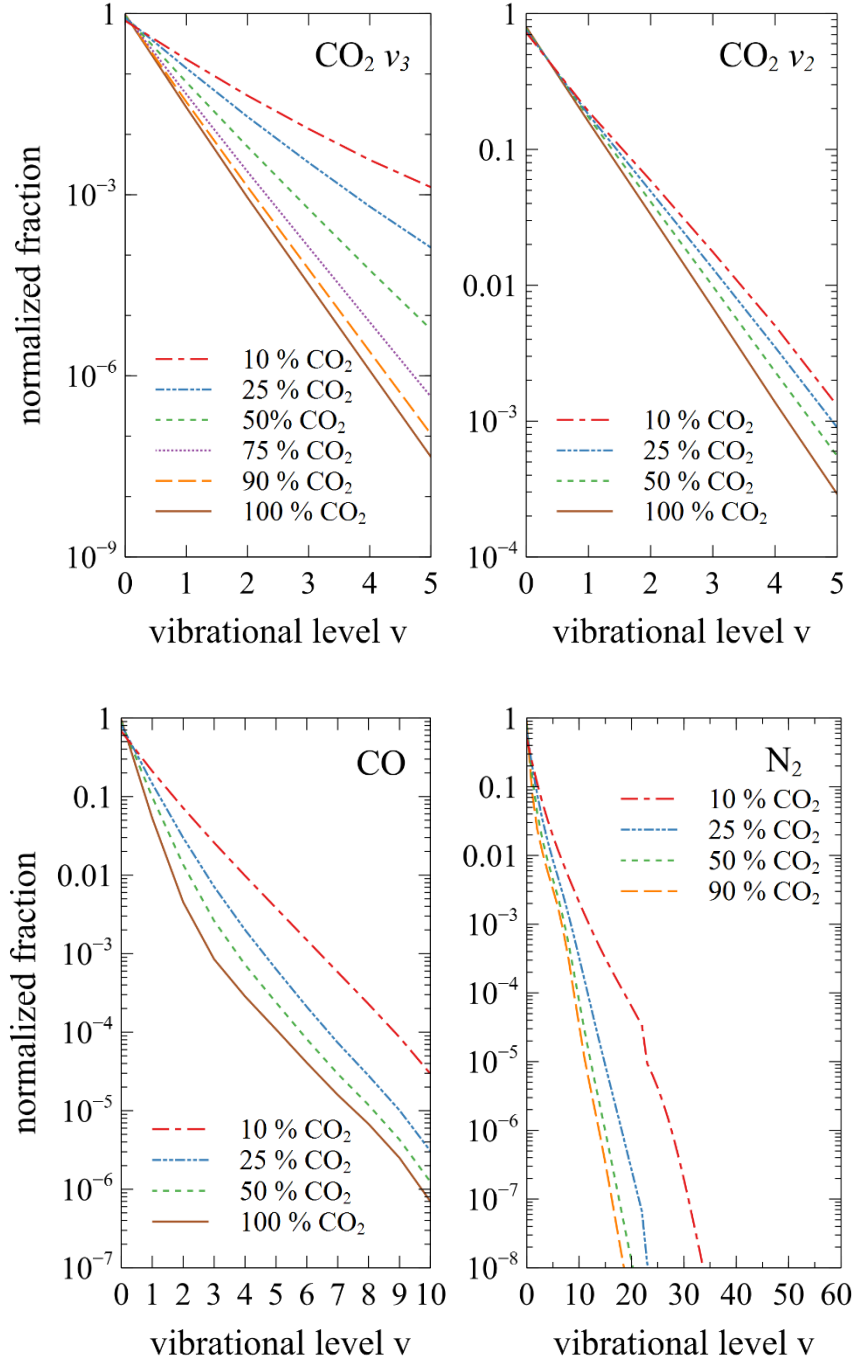 1
10⁻³
10⁻⁶
10⁻⁹
normalized fraction
CO₂ v₃
10 % CO₂
25 % CO₂
50% CO₂
75 % CO₂
90 % CO₂
100 % CO₂
0 1 2 3 4 5
vibrational level v
1
0.1
0.01
10⁻³
10⁻⁴
CO₂ v₂
10 % CO₂
25 % CO₂
50 % CO₂
100 % CO₂
0 1 2 3 4 5
vibrational level v
1
0.1
0.01
10⁻³
10⁻⁴
10⁻⁵
10⁻⁶
10⁻⁷
normalized fraction
CO
10 % CO₂
25 % CO₂
50 % CO₂
100 % CO₂
0 1 2 3 4 5 6 7 8 9 10
vibrational level v
1
0.1
0.01
10⁻³
10⁻⁴
10⁻⁵
10⁻⁶
10⁻⁷
10⁻⁸
N₂
10 % CO₂
25 % CO₂
50 % CO₂
90 % CO₂
0 10 20 30 40 50 60
vibrational level v